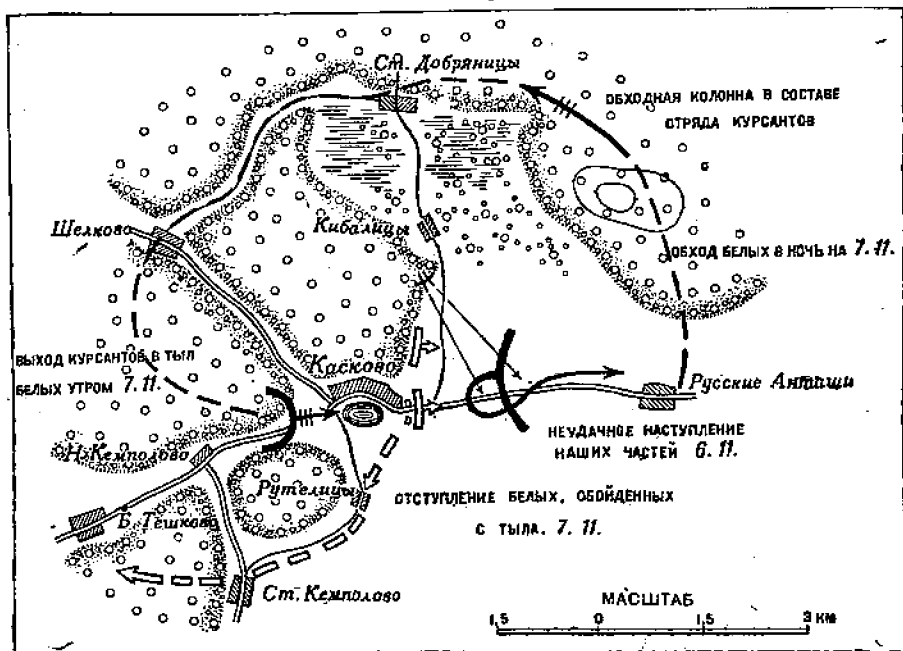 Ст. Добряницы
ОБХОДНАЯ КОЛОННА В СОСТАВЕ
ОТРЯДА КУРСАНТОВ
Шелково
Кибалицы
ОБХОД БЕЛЫХ В НОЧЬ НА 7.11.
ВЫХОД КУРСАНТОВ В ТЫЛ
БЕЛЫХ УТРОМ 7.11.
Касково
Русские Анташи
НЕУДАЧНОЕ НАСТУПЛЕНИЕ
НАШИХ ЧАСТЕЙ 6.11.
Н. Кемполово
Рутелицы
ОТСТУПЛЕНИЕ БЕЛЫХ, ОБОЙДЕННЫХ
С ТЫЛА. 7.11.
Б. Тешково
Ст. Кемполово
МАСШТАБ
1,5 0 1,5 3 КМ